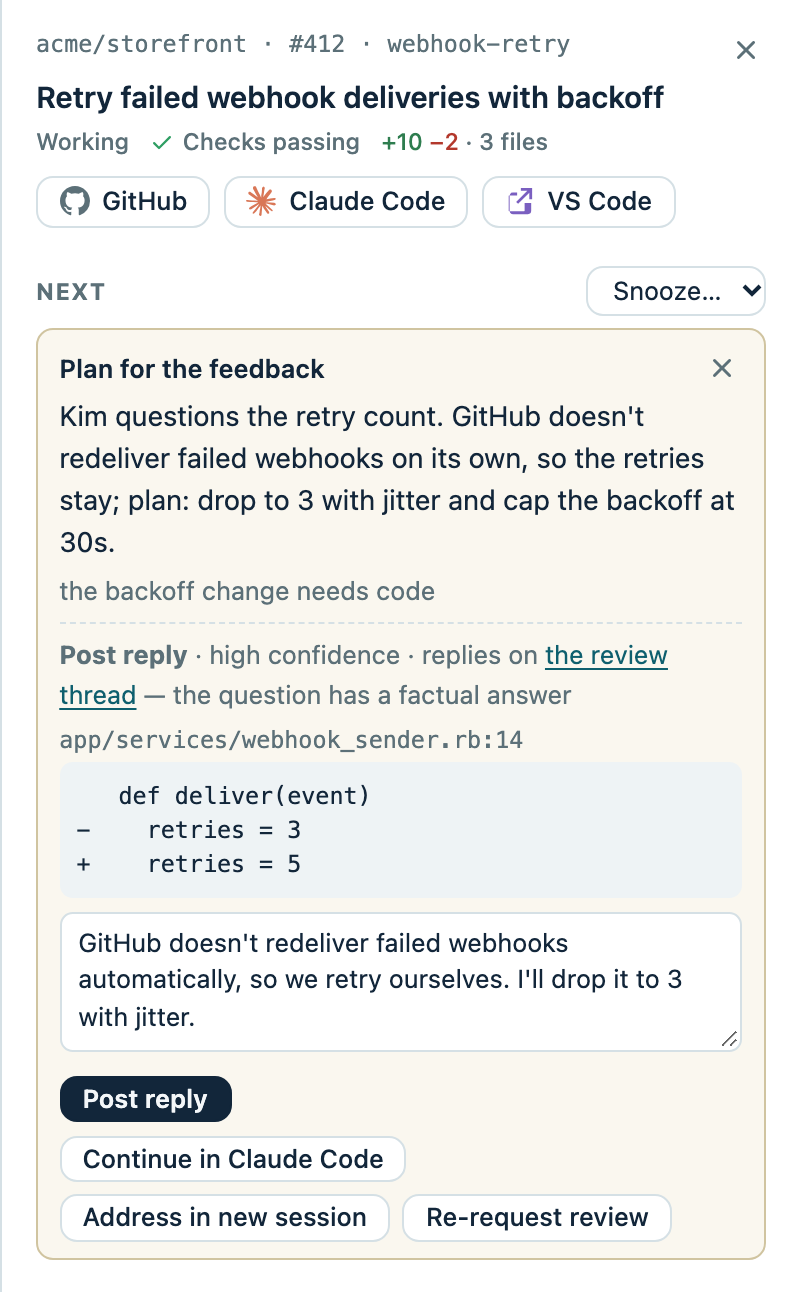 acme/storefront · #412 · webhook-retry
Retry failed webhook deliveries with backoff
Working ✓ Checks passing +10 −2 · 3 files
GitHub Claude Code VS Code
NEXT Snooze...
Plan for the feedback
Kim questions the retry count. GitHub doesn't
redeliver failed webhooks on its own, so the retries
stay; plan: drop to 3 with jitter and cap the backoff at
30s.
the backoff change needs code
Post reply · high confidence · replies on the review
thread — the question has a factual answer
app/services/webhook_sender.rb:14
def deliver(event)
-    retries = 3
+    retries = 5
GitHub doesn't redeliver failed webhooks
automatically, so we retry ourselves. I'll drop it to 3
with jitter.
Post reply
Continue in Claude Code
Address in new session Re-request review